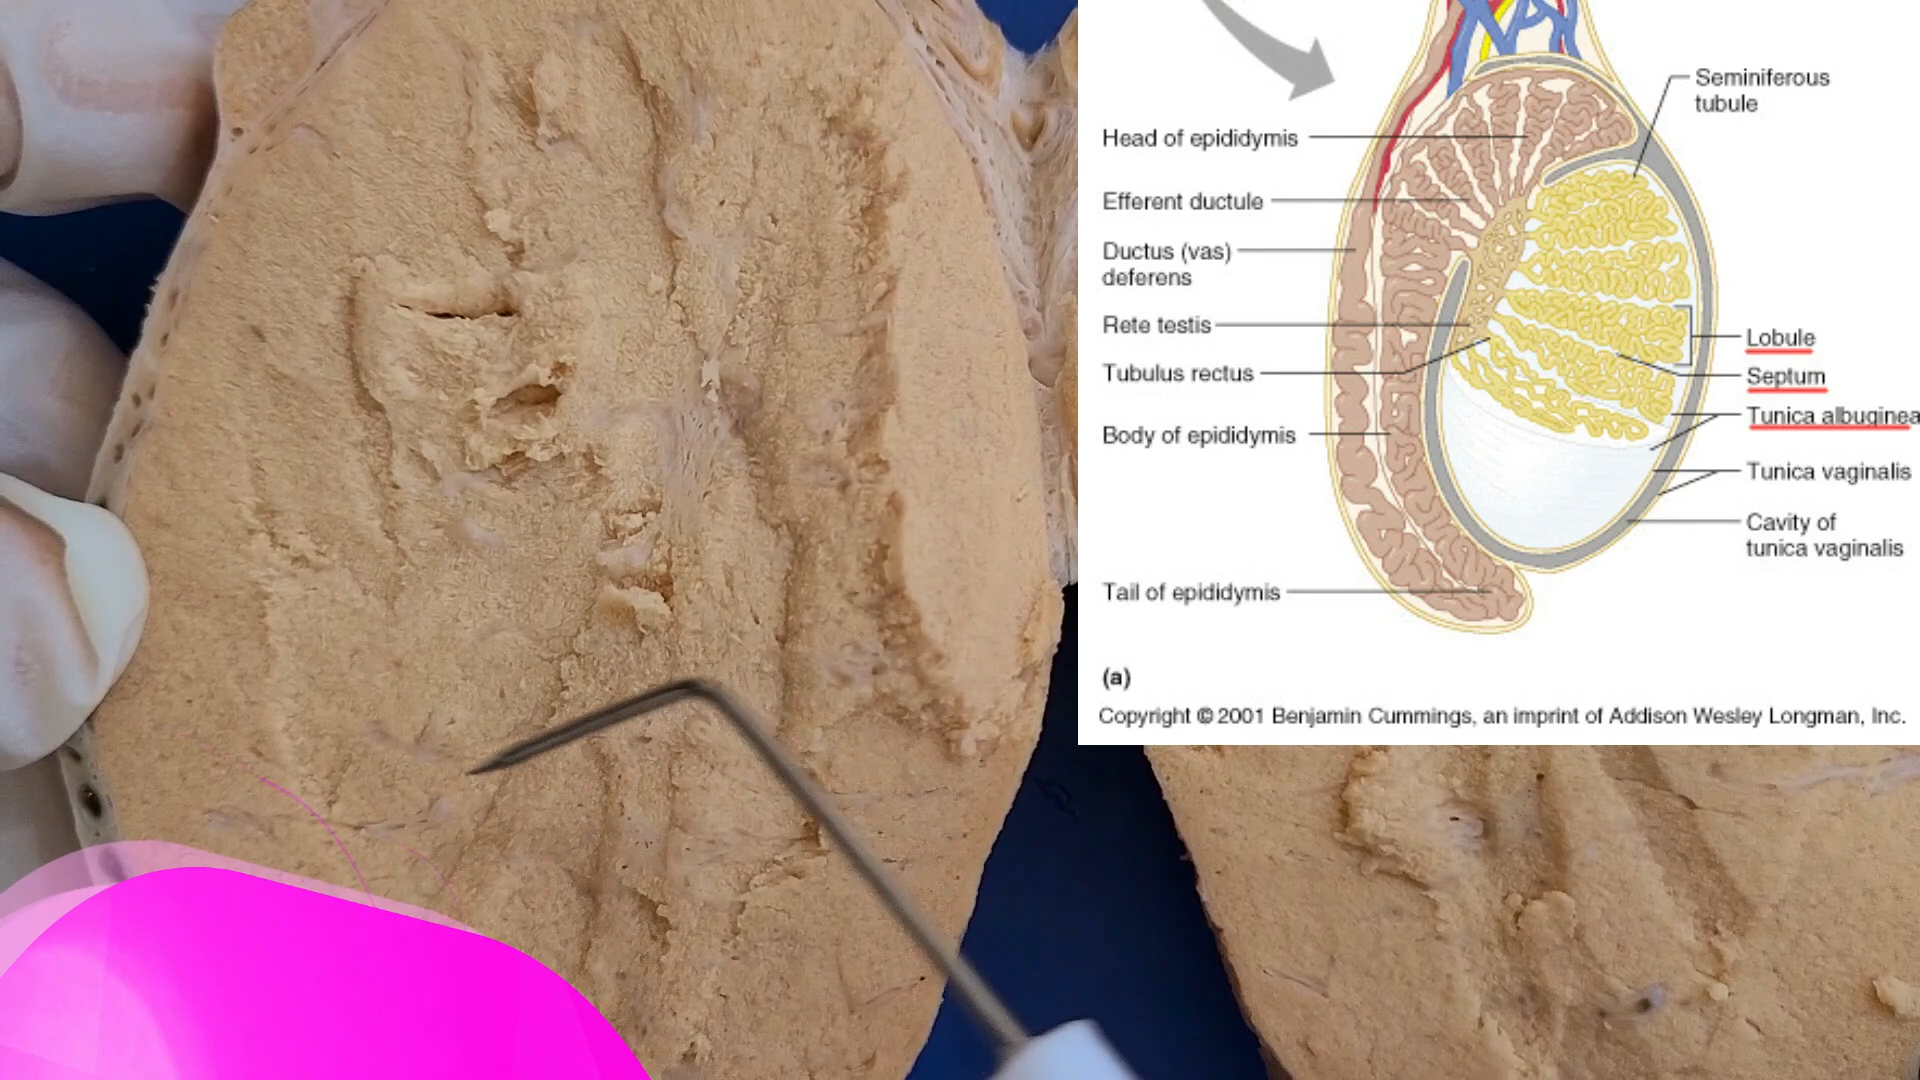 Seminiferous
tubule
Head of epididymis
Efferent ductule
Ductus (vas)
deferens
Rete testis
Lobule
Tubulus rectus
Septum
Tunica albuginea
Body of epididymis
Tunica vaginalis
Cavity of
tunica vaginalis
Tail of epididymis
(a)
Copyright © 2001 Benjamin Cummings, an imprint of Addison Wesley Longman, Inc.